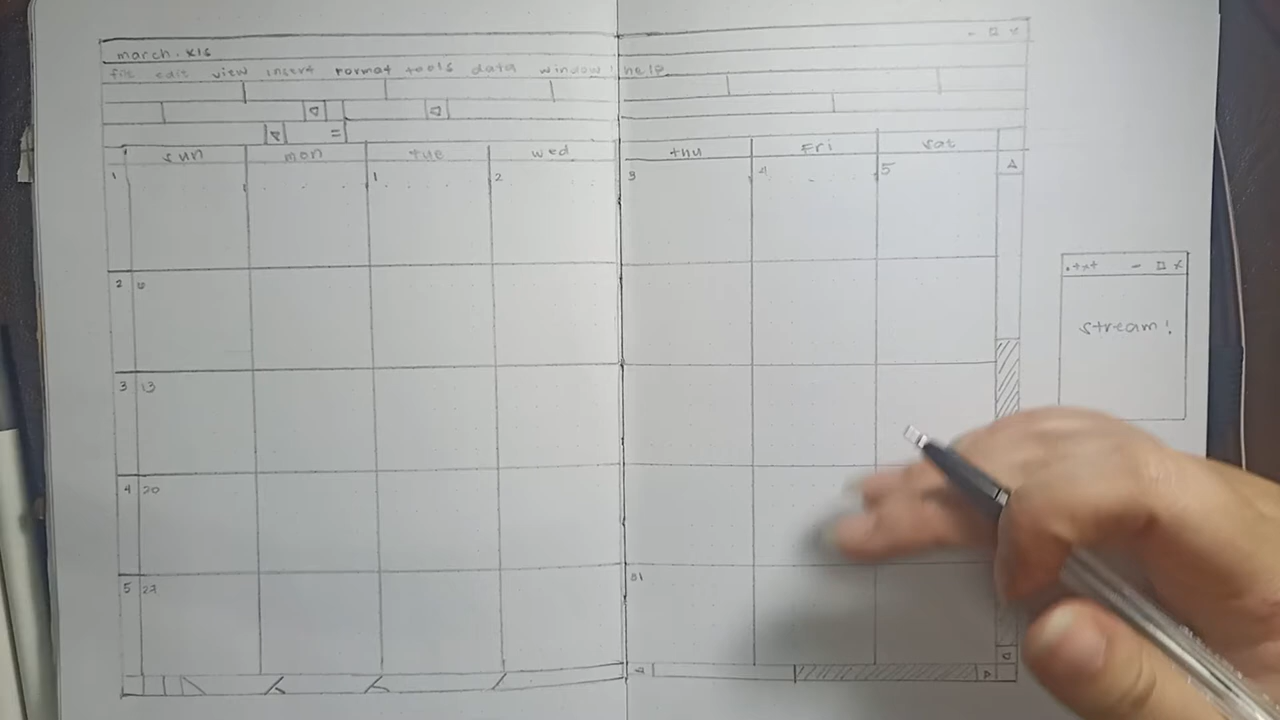 march.xls
file edit view insert format tools data window help
=
sun mon tue wed thu fri sat
1 1 2 3 4 5
.txt - x
stream!
2 6
3 13
4 20
5 27 31